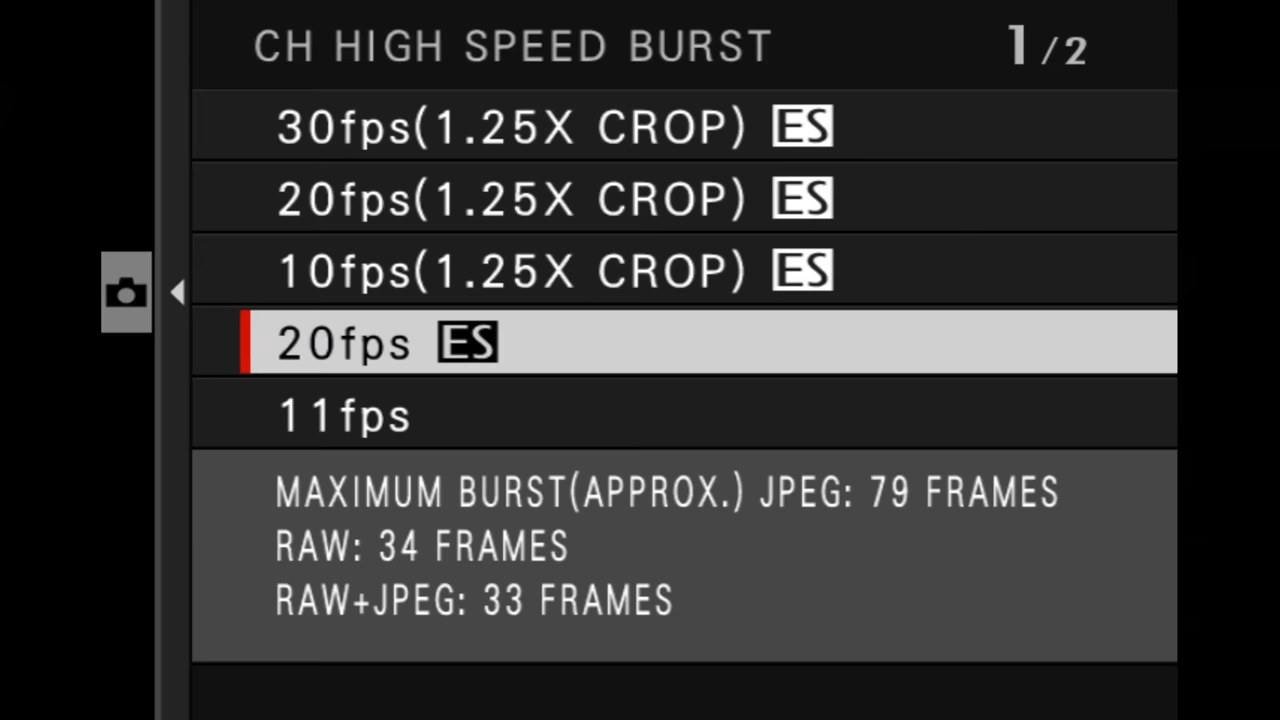 CH HIGH SPEED BURST 1/2
30fps(1.25X CROP) ES
20fps(1.25X CROP) ES
10fps(1.25X CROP) ES
20fps ES
11fps
MAXIMUM BURST(APPROX.) JPEG: 79 FRAMES
RAW: 34 FRAMES
RAW+JPEG: 33 FRAMES